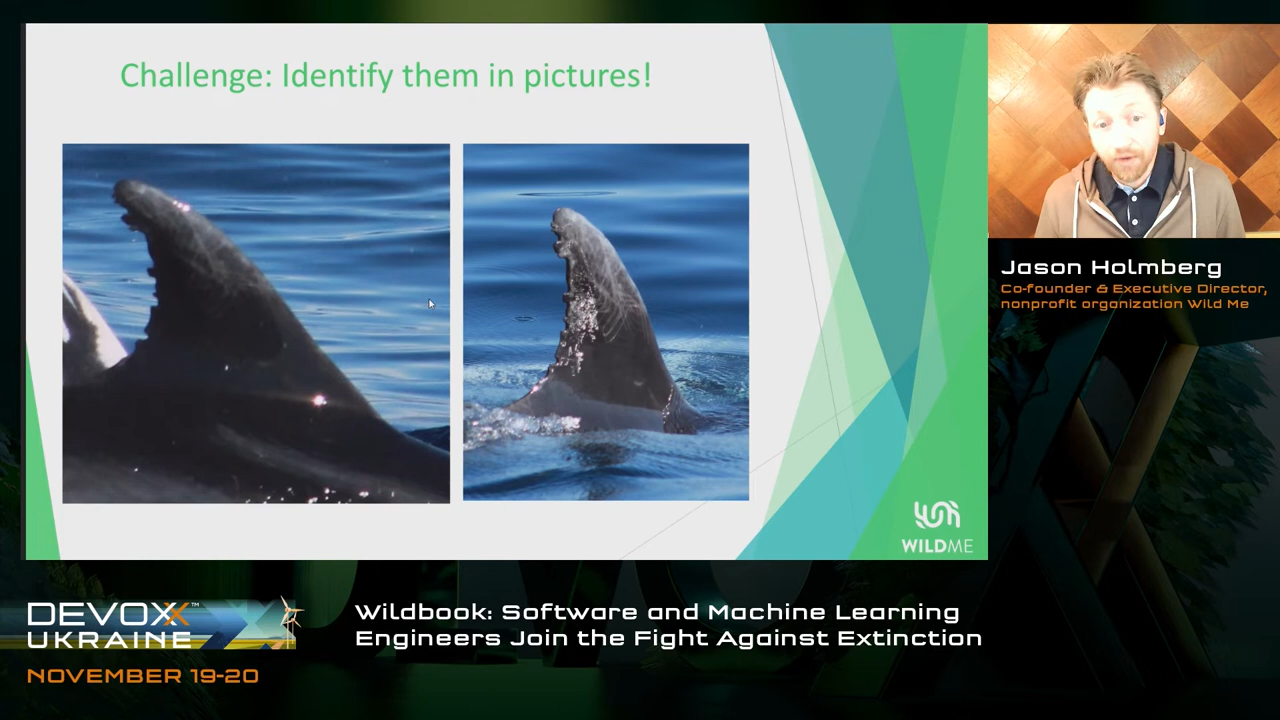 Challenge: Identify them in pictures!
WILDME
Jason Holmberg
Co-founder & Executive Director,
nonprofit organization Wild Me
DEVOXX™
UKRAINE
NOVEMBER 19-20
Wildbook: Software and Machine Learning
Engineers Join the Fight Against Extinction